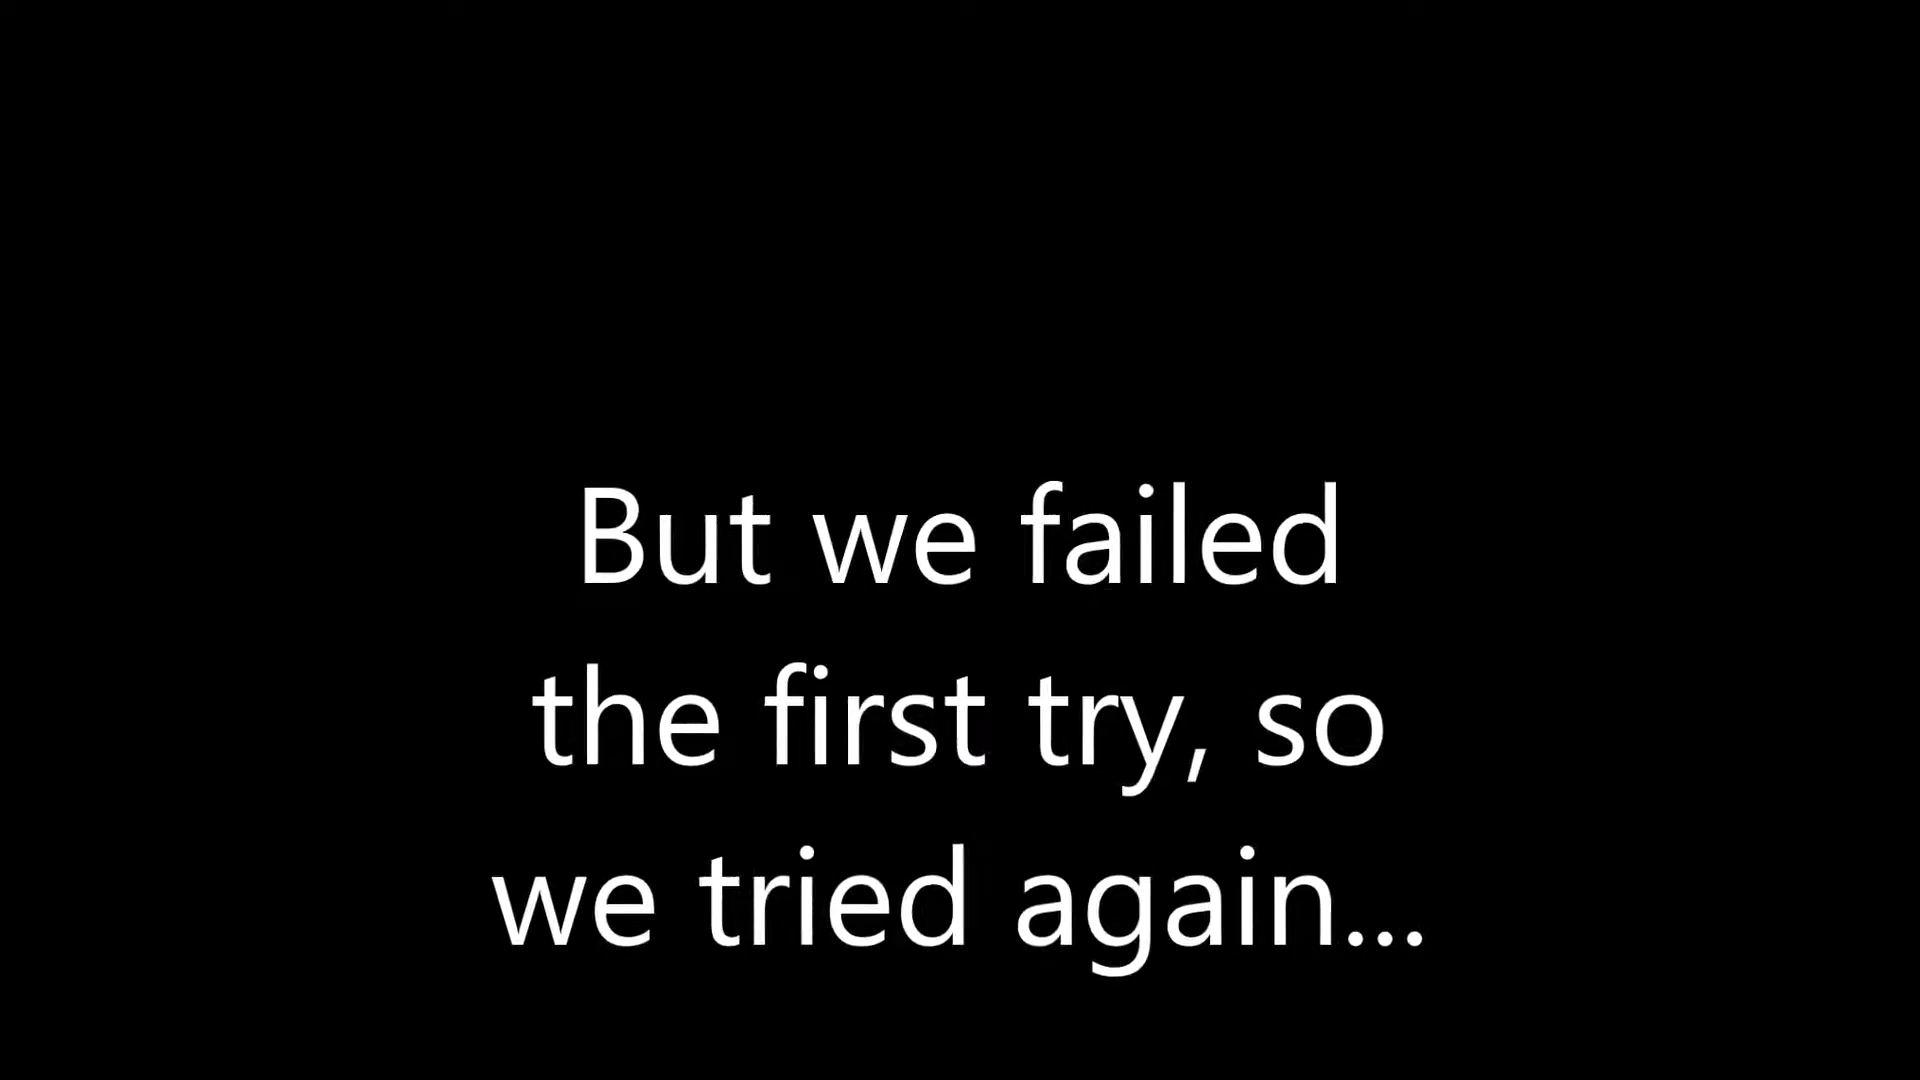 But we failed
the first try, so
we tried again...